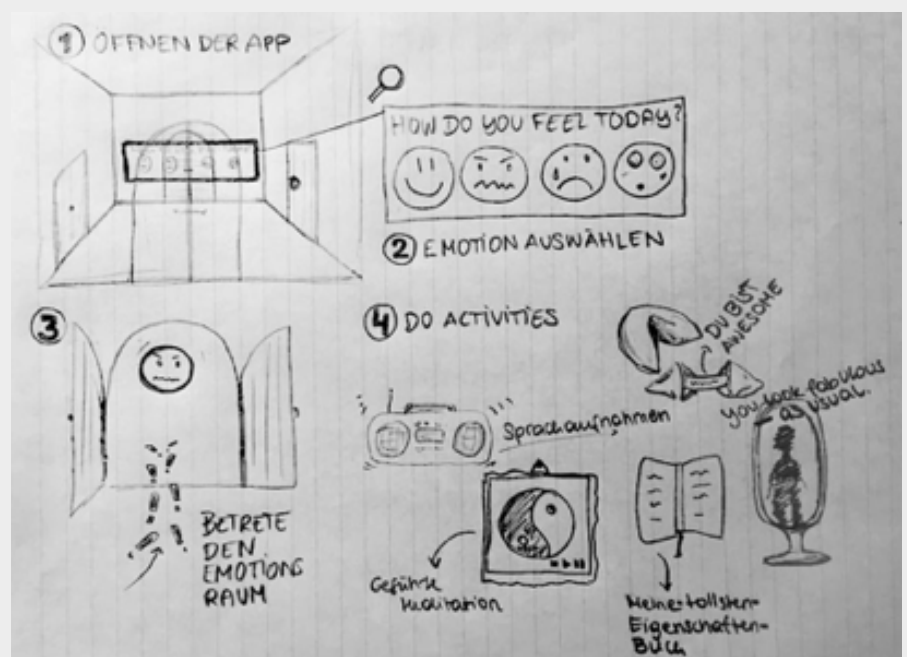 ① ÖFFNEN DER APP
HOW DO YOU FEEL TODAY?
② EMOTION AUSWÄHLEN
③
BETRETE
DEN
EMOTIONS
RAUM
④ DO ACTIVITIES
DU BIST
AWESOME
Sprachaufnahmen
you look fabulous
as usual.
Geführte
Meditation
Meine-tollsten-
Eigenschaften-
Buch